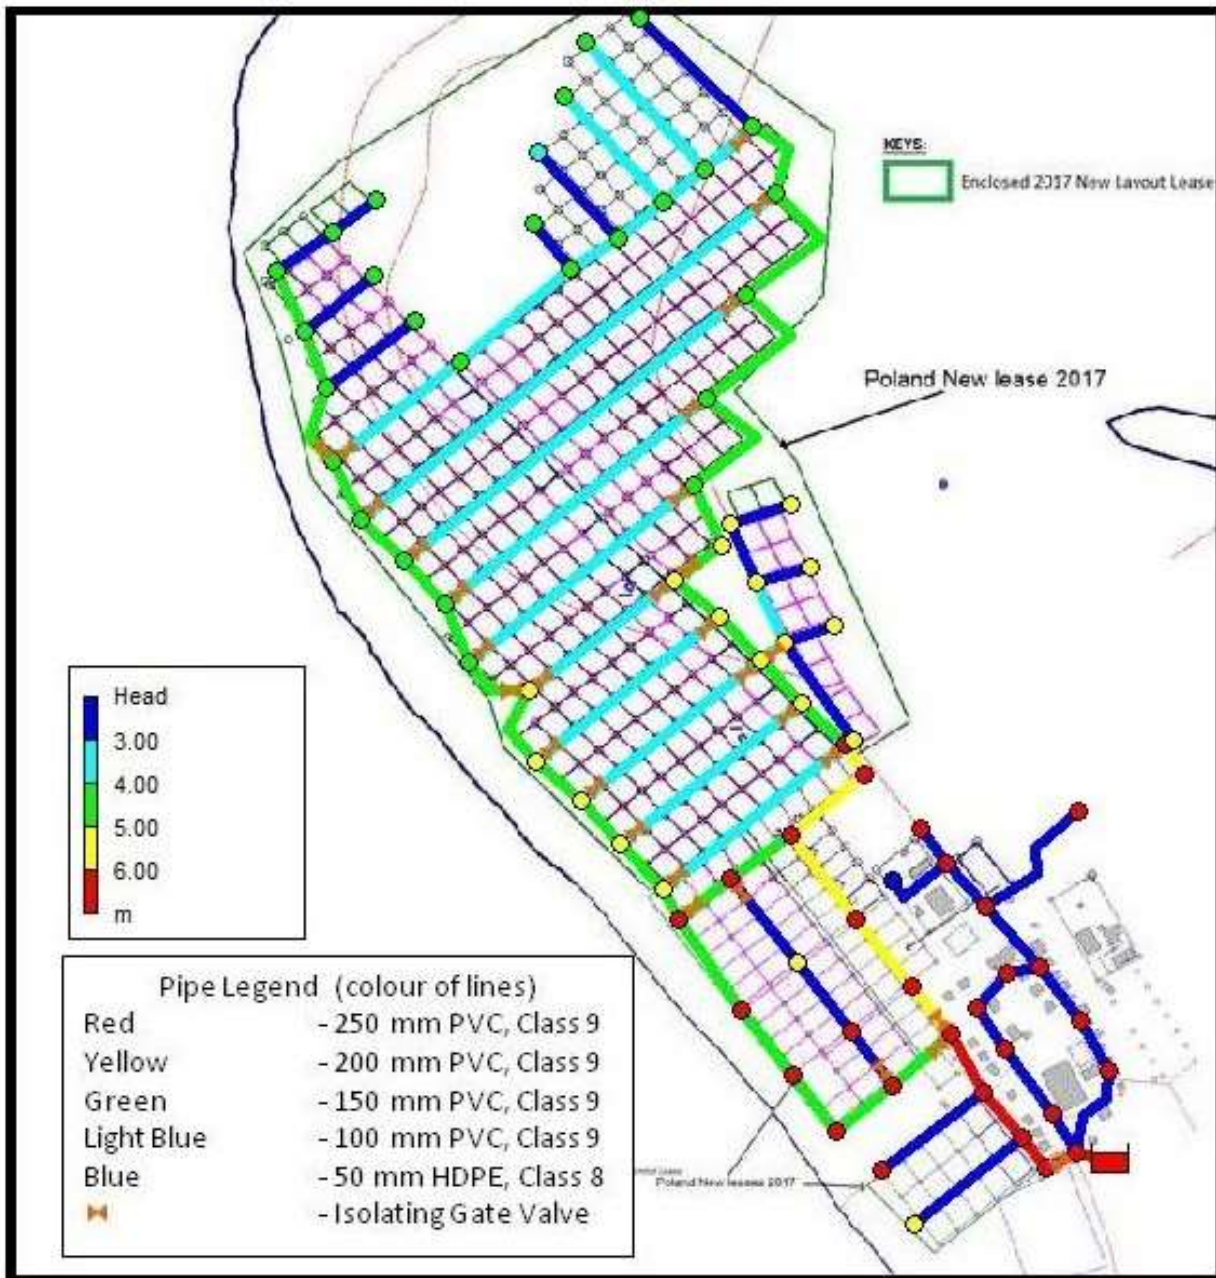 KEYS:
Enclosed 2017 New Layout Lease
Poland New lease 2017
Head
3.00
4.00
5.00
6.00
m
Pipe Legend (colour of lines)
Red - 250 mm PVC, Class 9
Yellow - 200 mm PVC, Class 9
Green - 150 mm PVC, Class 9
Light Blue - 100 mm PVC, Class 9
Blue - 50 mm HDPE, Class 8
- Isolating Gate Valve
Poland New leases 2017